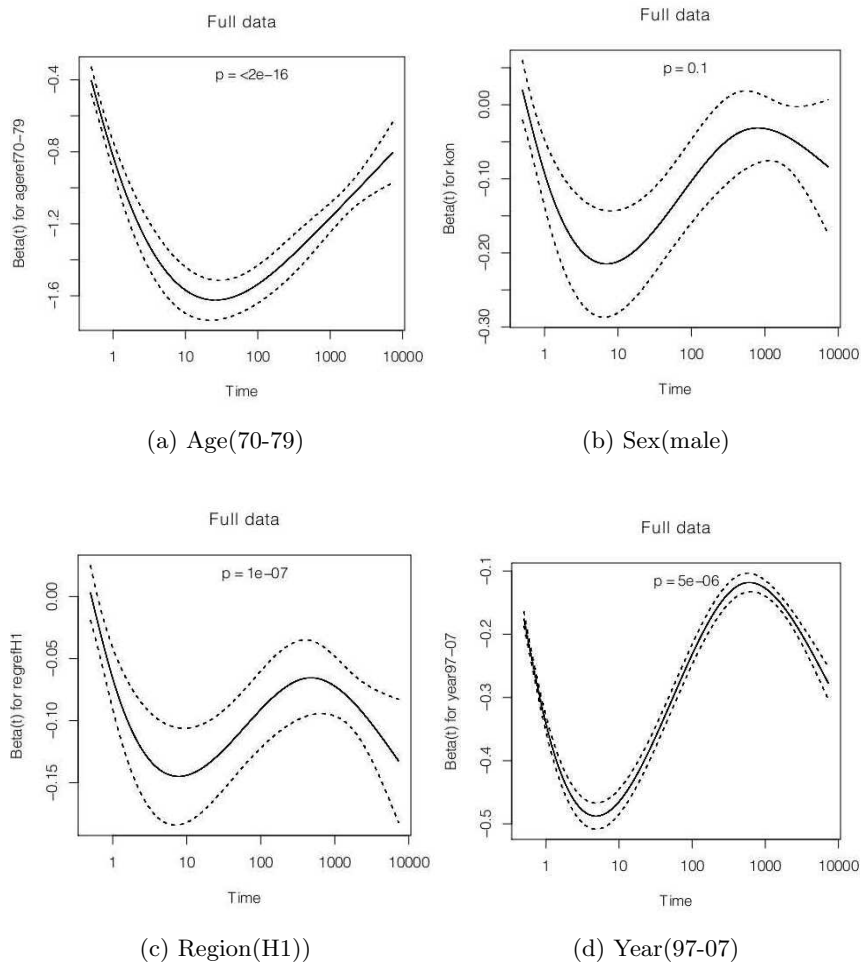 Full data
p = <2e−16
Beta(t) for ageref70−79
−0.4
−0.8
−1.2
−1.6
1 10 100 1000 10000
Time
(a) Age(70-79)
Full data
p = 0.1
Beta(t) for kon
0.00
−0.10
−0.20
−0.30
1 10 100 1000 10000
Time
(b) Sex(male)
Full data
p = 1e−07
Beta(t) for regrefH1
0.00
−0.05
−0.10
−0.15
1 10 100 1000 10000
Time
(c) Region(H1))
Full data
p = 5e−06
Beta(t) for year97−07
−0.1
−0.2
−0.3
−0.4
−0.5
1 10 100 1000 10000
Time
(d) Year(97-07)